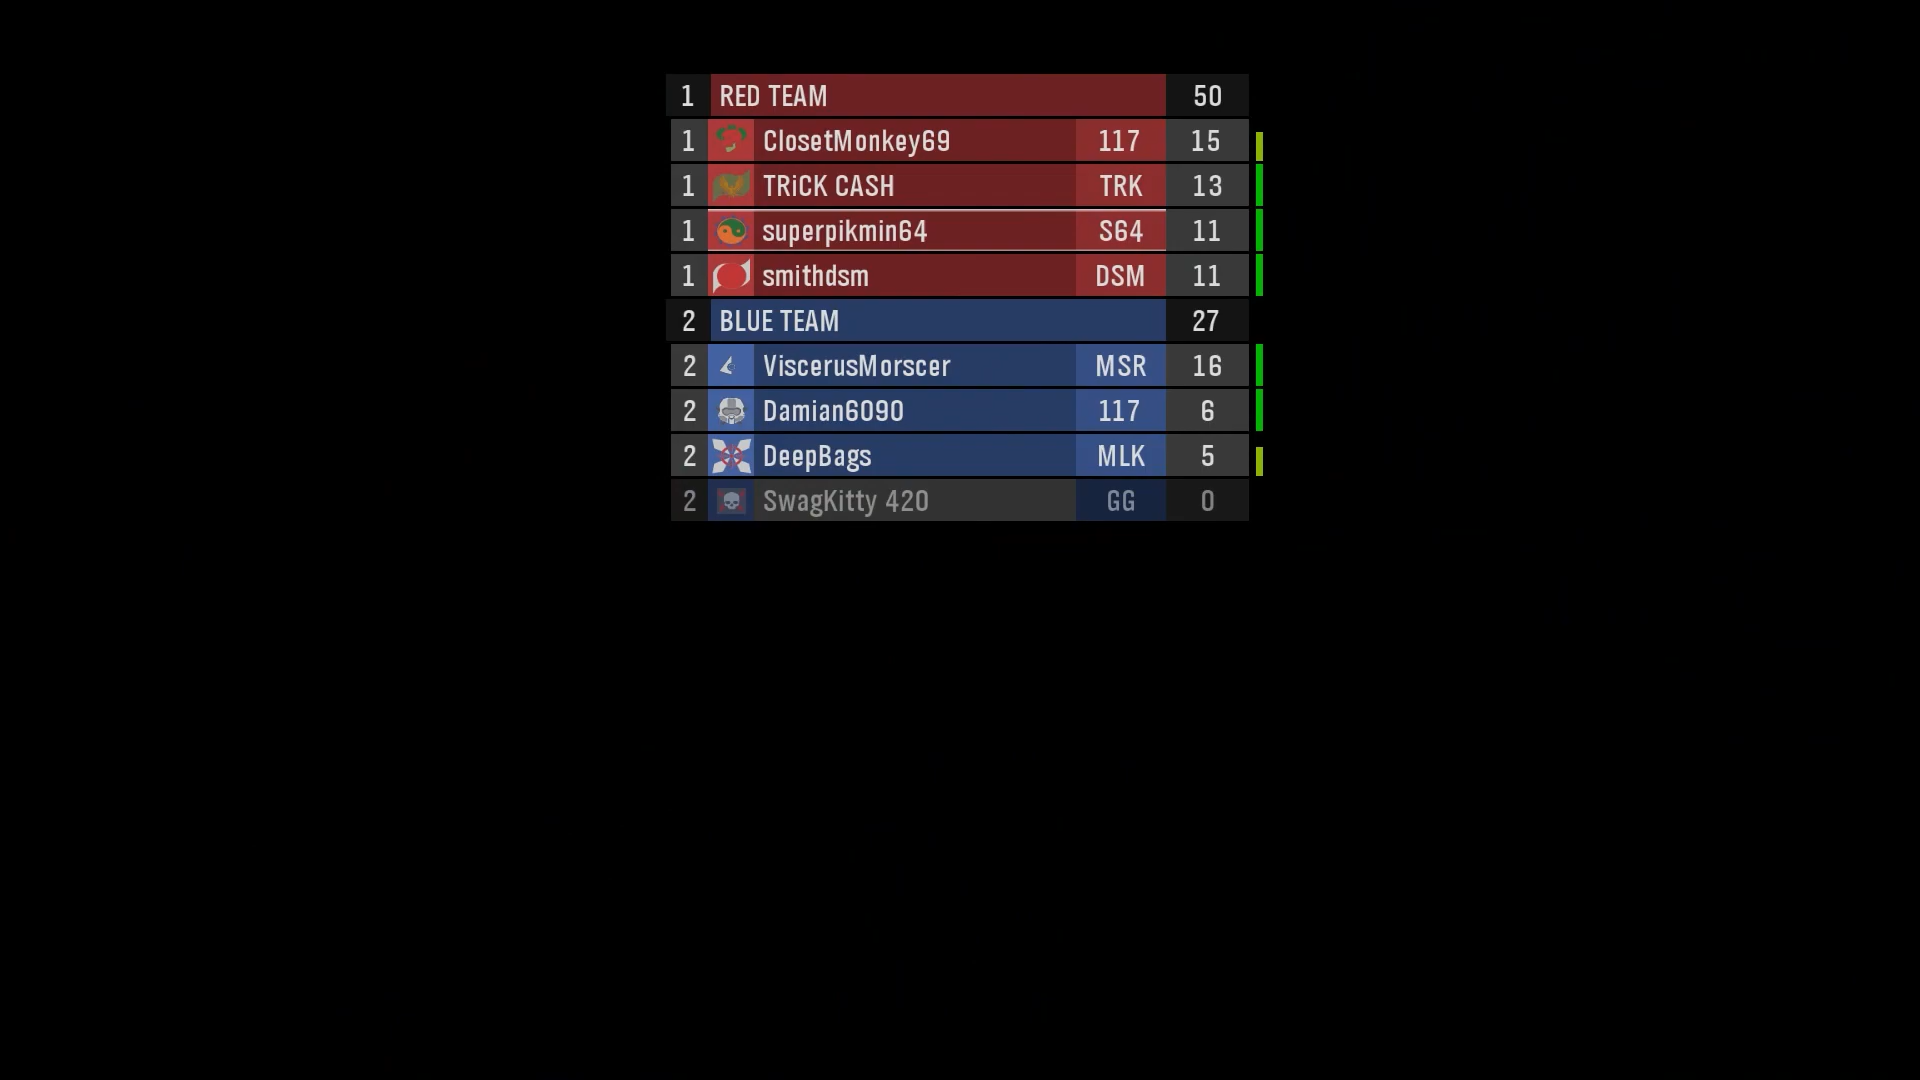 1 RED TEAM 50
1 ClosetMonkey69 117 15
1 TRiCK CASH TRK 13
1 superpikmin64 S64 11
1 smithdsm DSM 11
2 BLUE TEAM 27
2 ViscerusMorscer MSR 16
2 Damian6090 117 6
2 DeepBags MLK 5
2 SwagKitty 420 GG 0